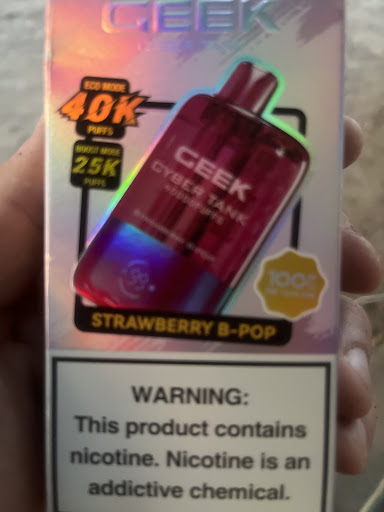 GEEK
ECO MODE
40K
PUFFS
BOOST MODE
25K
PUFFS
GEEK
CYBER TANK
STRAWBERRY B-POP
WARNING:
This product contains
nicotine. Nicotine is an
addictive chemical.